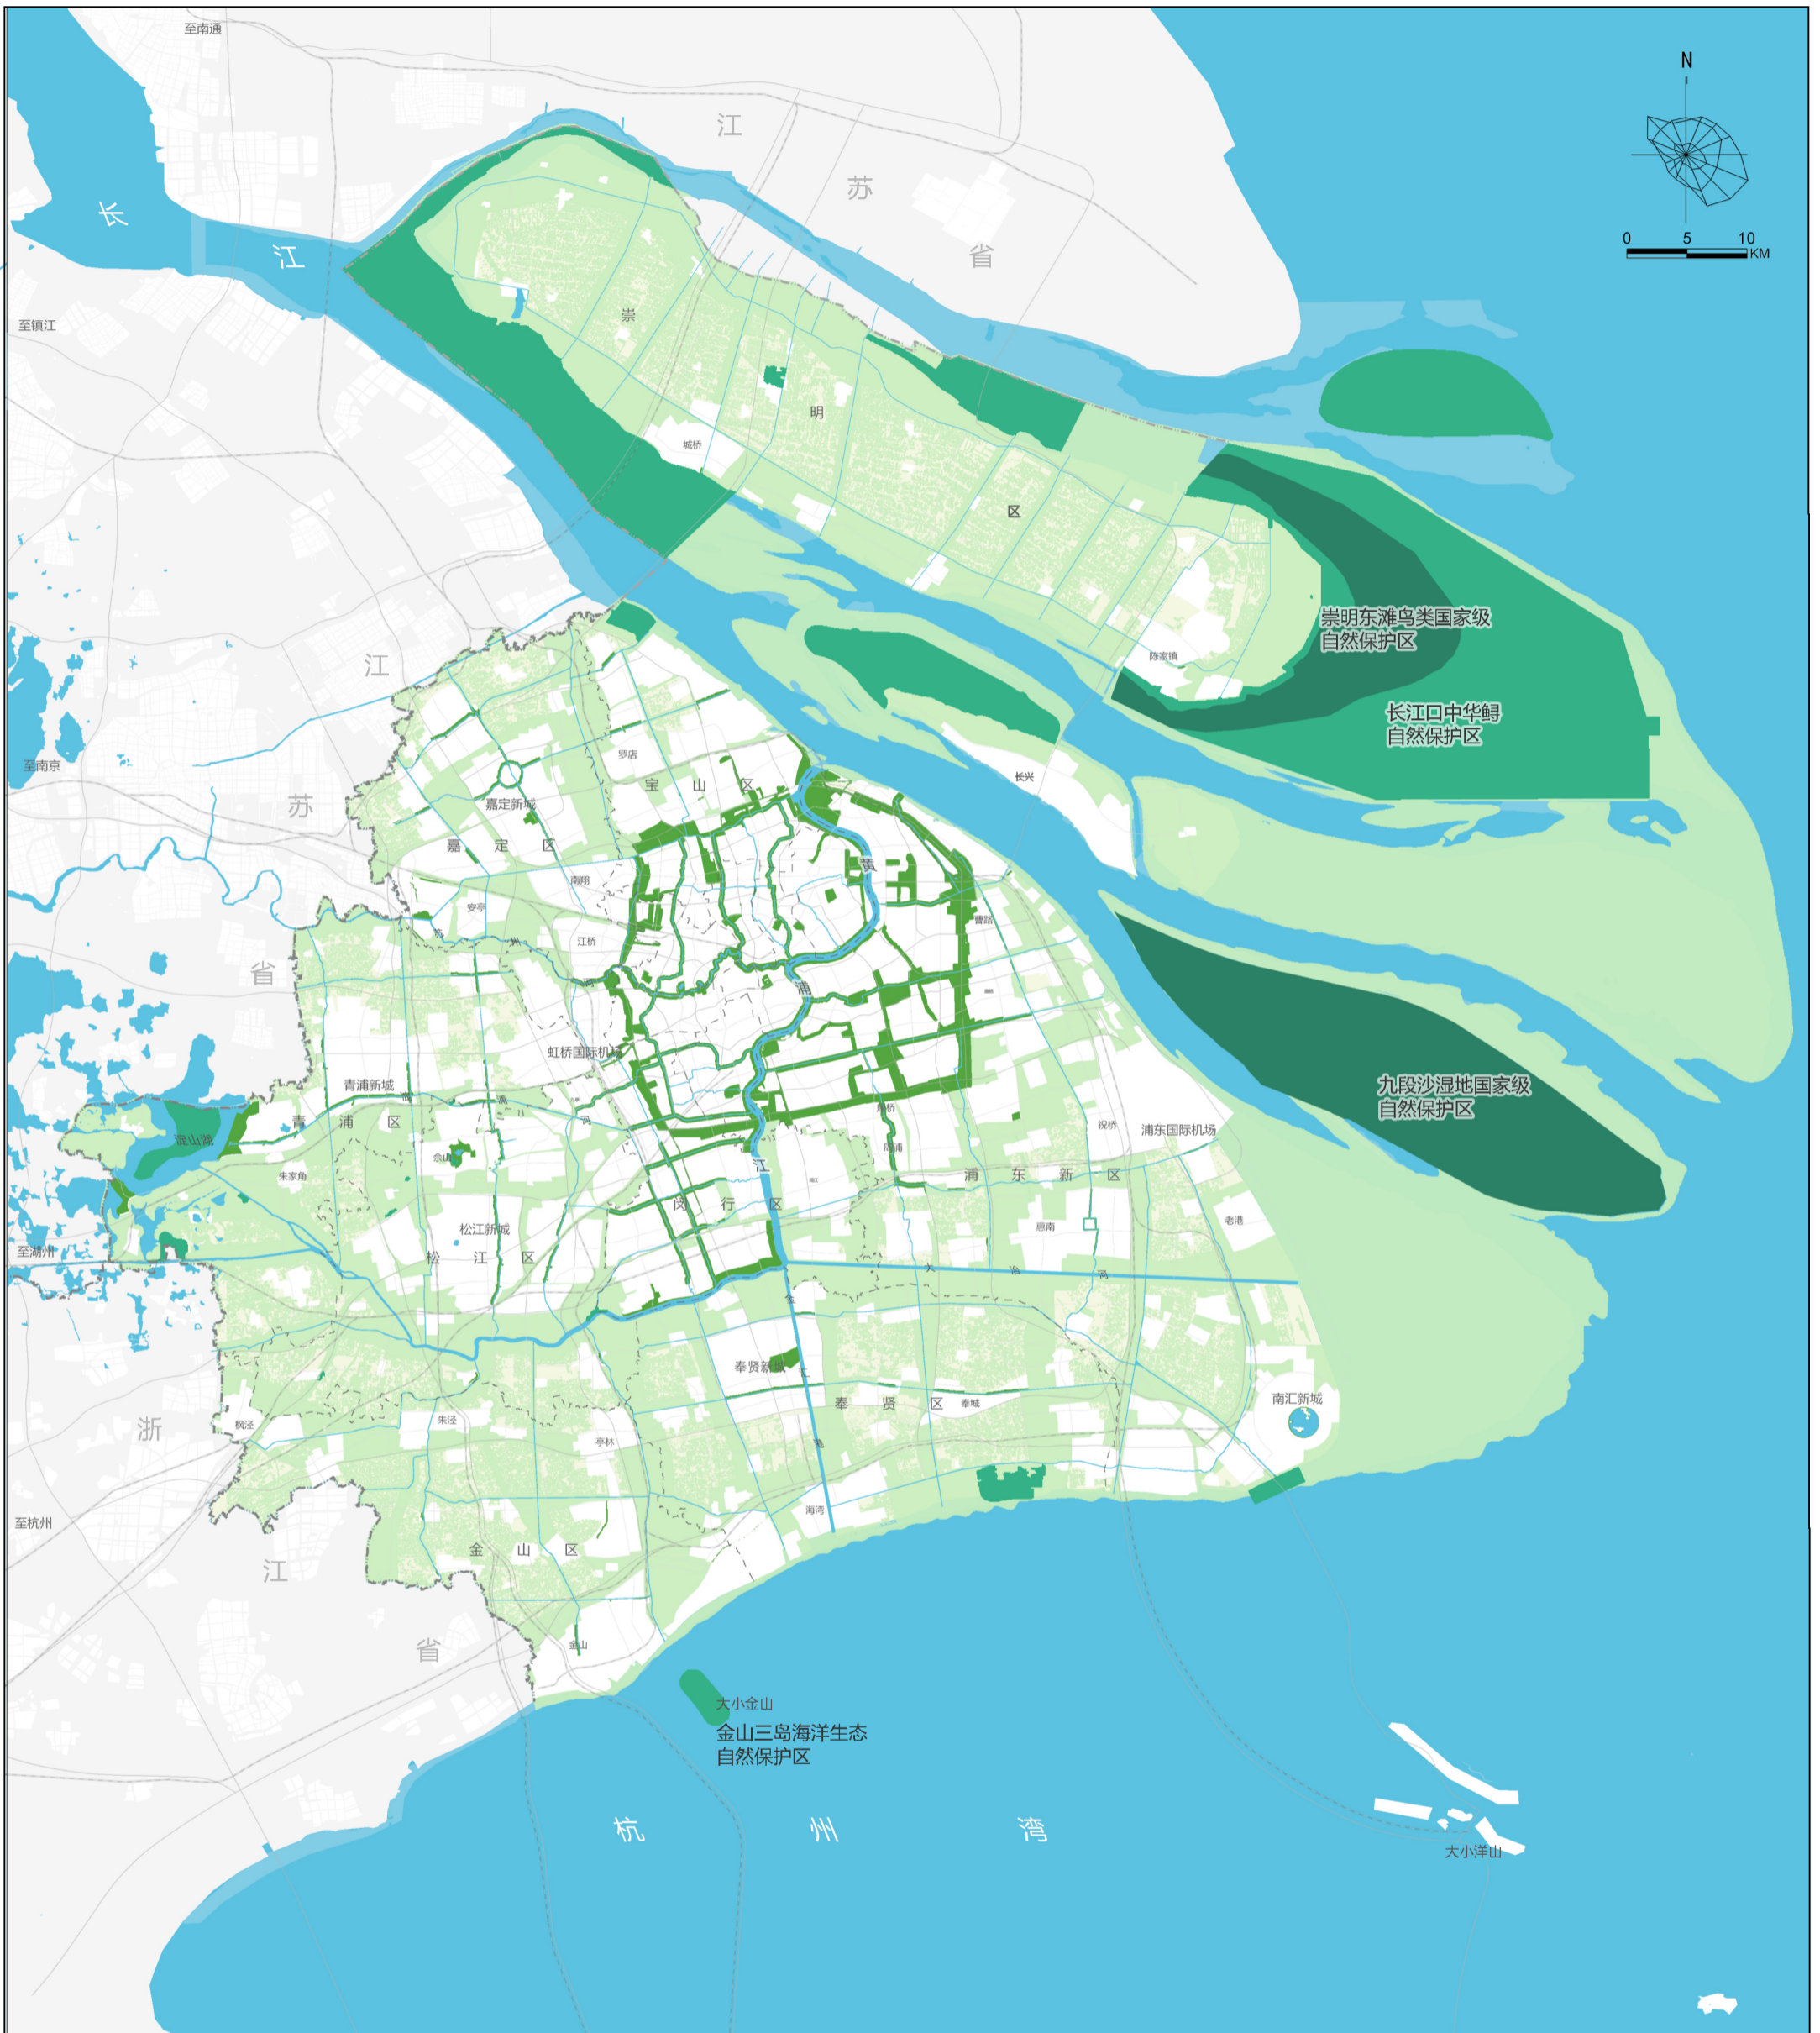 至南通
N
江
苏
省
0 5 10
KM
长
江
崇
明
区
至镇江
城桥
崇明东滩鸟类国家级
自然保护区
陈家镇
长江口中华鲟
自然保护区
江
苏
省
至南京
罗店
宝 山 区
长兴
嘉定新城
嘉 定 区
南翔
安亭
江桥
曹路
黄
浦
江
虹桥国际机场
九段沙湿地国家级
自然保护区
青浦新城
青 浦 区
淀山湖
佘山
朱家角
周浦
祝桥
浦东国际机场
浦 东 新 区
闵 行 区
惠南
老港
松江新城
松 江 区
至湖州
大 治 河
金
汇
港
奉贤新城
奉 贤 区
奉城
南汇新城
浙
江
省
枫泾
朱泾
亭林
海湾
至杭州
金 山 区
金山
大小金山
金山三岛海洋生态
自然保护区
杭 州 湾
大小洋山